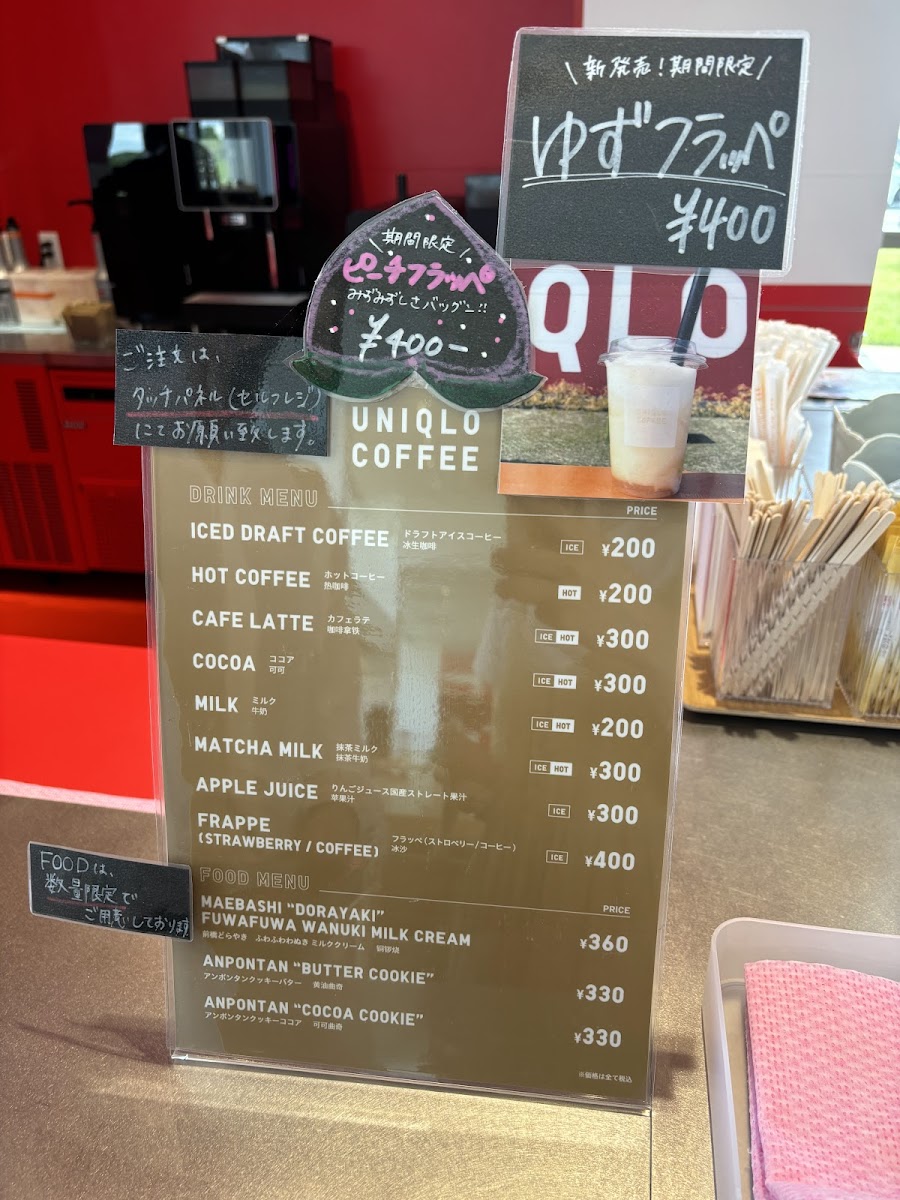 \ 新発売！期間限定 /
ゆずフラッペ
¥400
\ 期間限定 /
ピーチフラッペ
みずみずしさバツグン!!
¥400-
QLO
ご注文は、
タッチパネル(セルフレジ)
にてお願い致します。
UNIQLO
COFFEE
DRINK MENU
PRICE
ICED DRAFT COFFEE ドラフトアイスコーヒー ICE ¥200
冰生咖啡
HOT COFFEE ホットコーヒー HOT ¥200
热咖啡
CAFE LATTE カフェラテ ICE HOT ¥300
咖啡拿铁
COCOA ココア ICE HOT ¥300
可可
MILK ミルク ICE HOT ¥200
牛奶
MATCHA MILK 抹茶ミルク ICE HOT ¥300
抹茶牛奶
APPLE JUICE りんごジュース国産ストレート果汁 ICE ¥300
苹果汁
FRAPPE
(STRAWBERRY / COFFEE) フラッペ(ストロベリー/コーヒー) ICE ¥400
冰沙
FOODは、
数量限定で
ご用意しております
FOOD MENU
PRICE
MAEBASHI “DORAYAKI”
FUWAFUWA WANUKI MILK CREAM ¥360
前橋どらやき ふわふわわぬき ミルククリーム 铜锣烧
ANPONTAN “BUTTER COOKIE” ¥330
アンポンタンクッキーバター 黄油曲奇
ANPONTAN “COCOA COOKIE” ¥330
アンポンタンクッキーココア 可可曲奇
※価格は全て税込